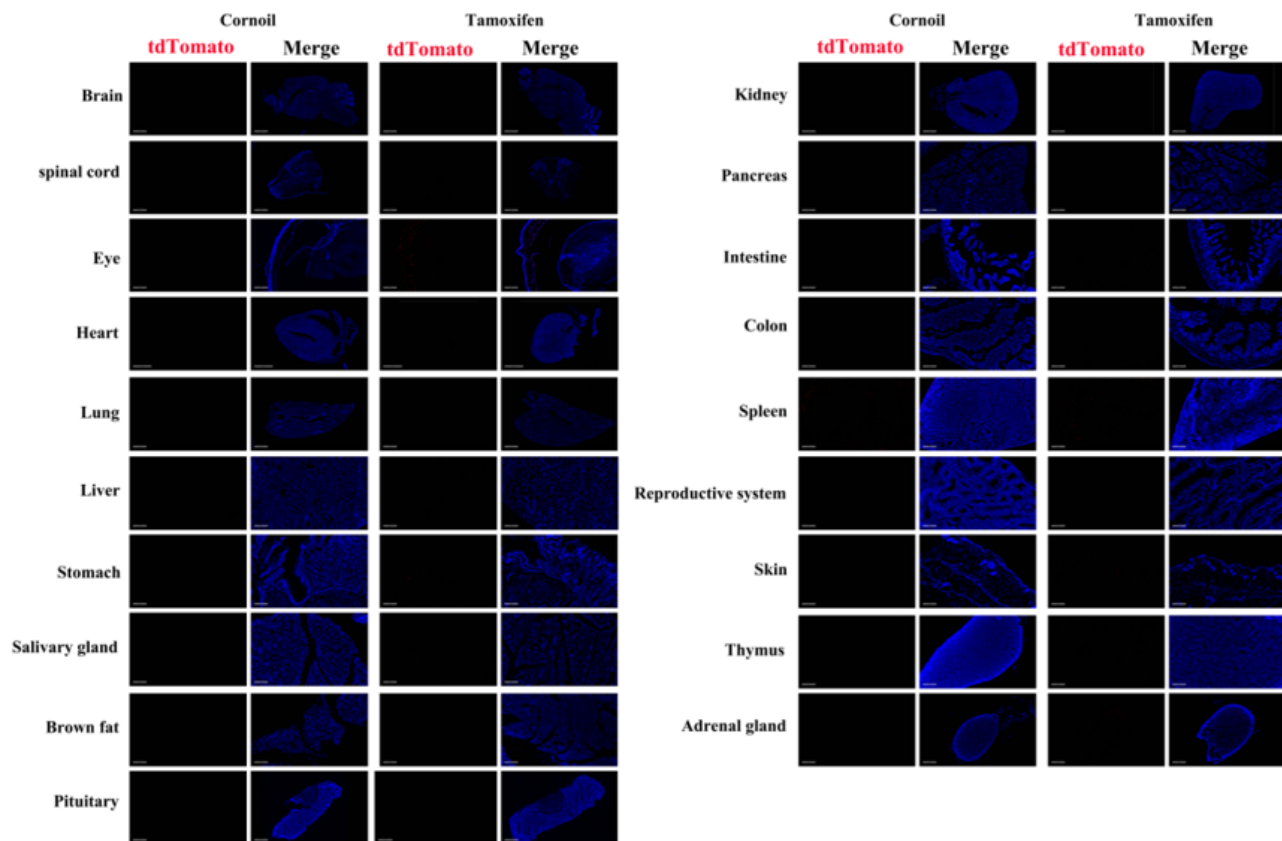 Cornoil Tamoxifen
tdTomato Merge tdTomato Merge
Brain
spinal cord
Eye
Heart
Lung
Liver
Stomach
Salivary gland
Brown fat
Pituitary
Cornoil Tamoxifen
tdTomato Merge tdTomato Merge
Kidney
Pancreas
Intestine
Colon
Spleen
Reproductive system
Skin
Thymus
Adrenal gland